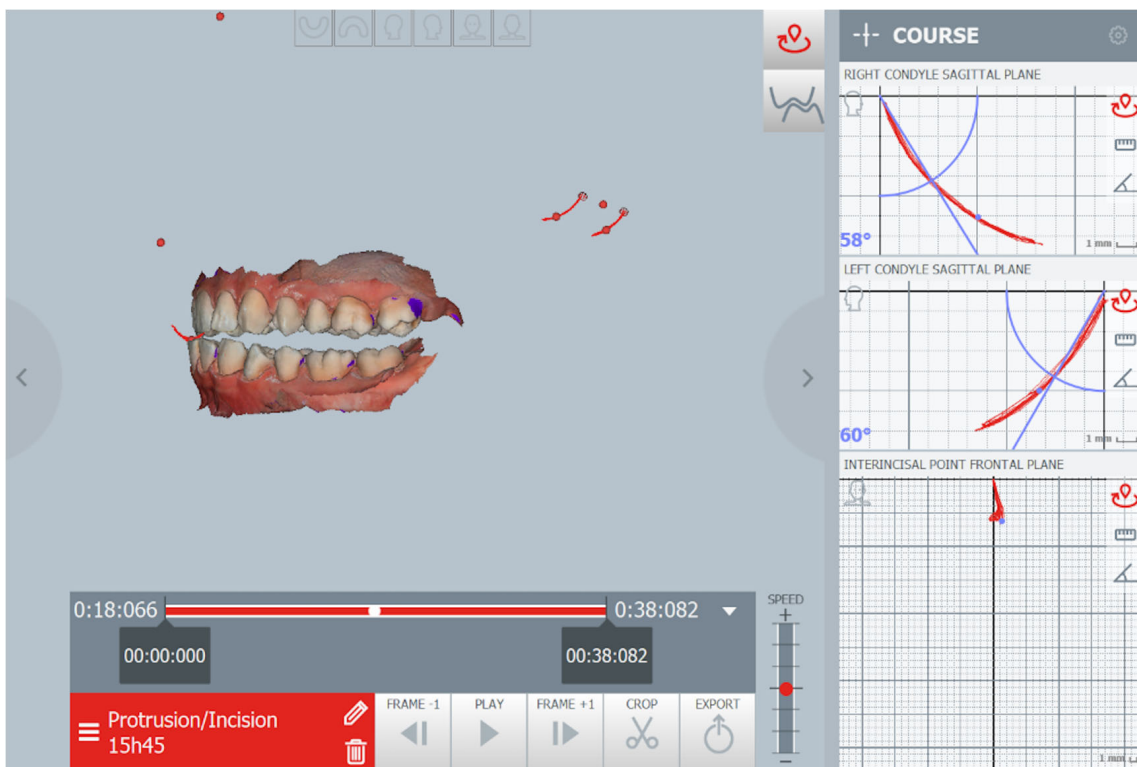 COURSE
RIGHT CONDYLE SAGITTAL PLANE
58°
1 mm
LEFT CONDYLE SAGITTAL PLANE
60°
1 mm
INTERINCISAL POINT FRONTAL PLANE
1 mm
0:18:066
0:38:082
00:00:000
00:38:082
SPEED
+
−
Protrusion/Incision
15h45
FRAME -1
PLAY
FRAME +1
CROP
EXPORT